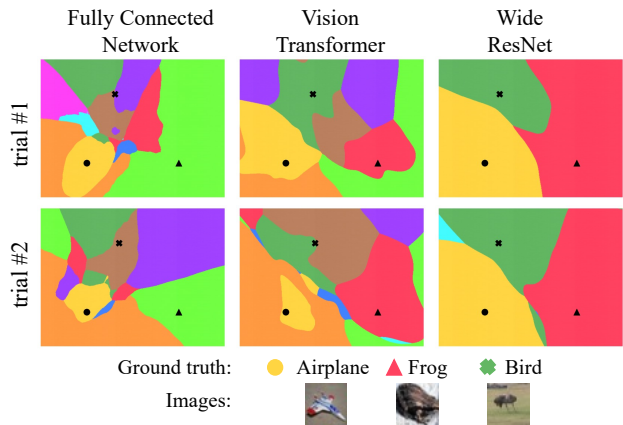 Fully Connected
Network
Vision
Transformer
Wide
ResNet
trial #1
trial #2
Ground truth: Airplane Frog Bird
Images: